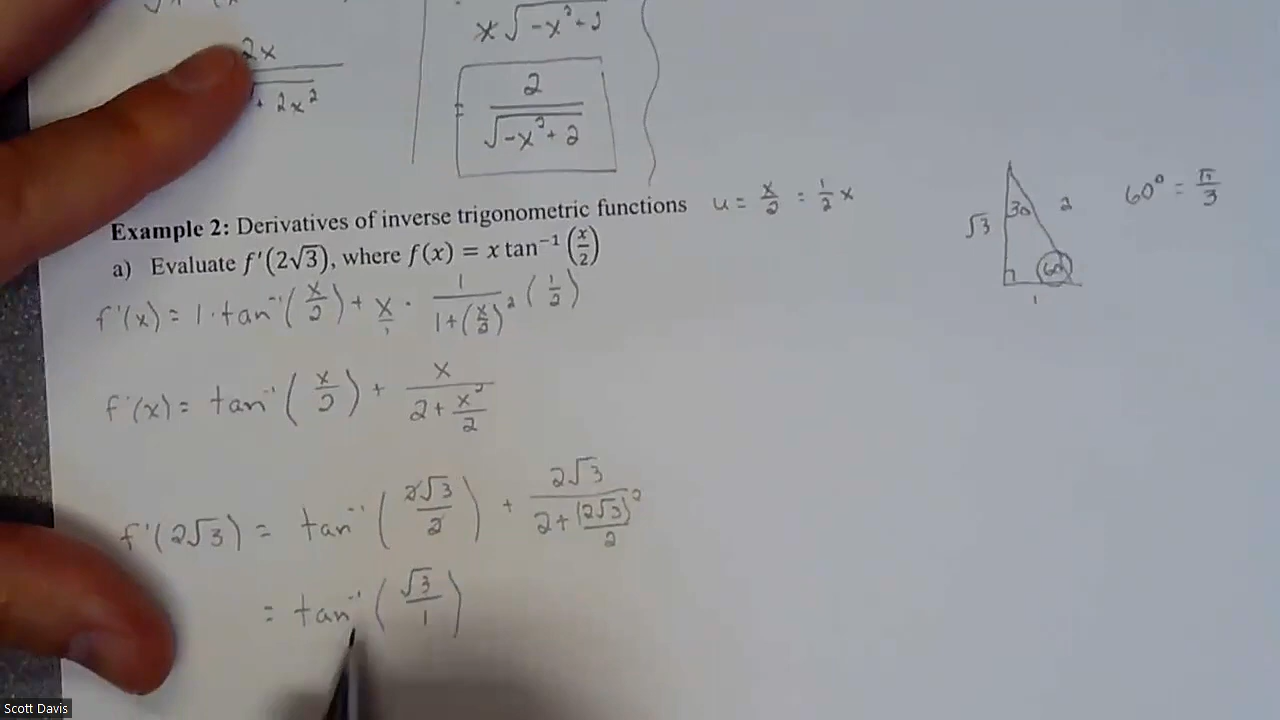 2x
+ 2x²
x√-x²+2
= 2/√-x²+2
Example 2: Derivatives of inverse trigonometric functions u = x/2 = 1/2 x
a) Evaluate f′(2√3), where f(x) = x tan⁻¹(x/2)
f'(x) = 1 · tan⁻¹(x/2) + x/1 · 1/1+(x/2)² (1/2)
f'(x) = tan⁻¹(x/2) + x/2+x²/2
f'(2√3) = tan⁻¹(2√3/2) + 2√3/2+(2√3)²/2
= tan⁻¹(√3/1)
√3 30 2 60° = π/3
60
1
Scott Davis